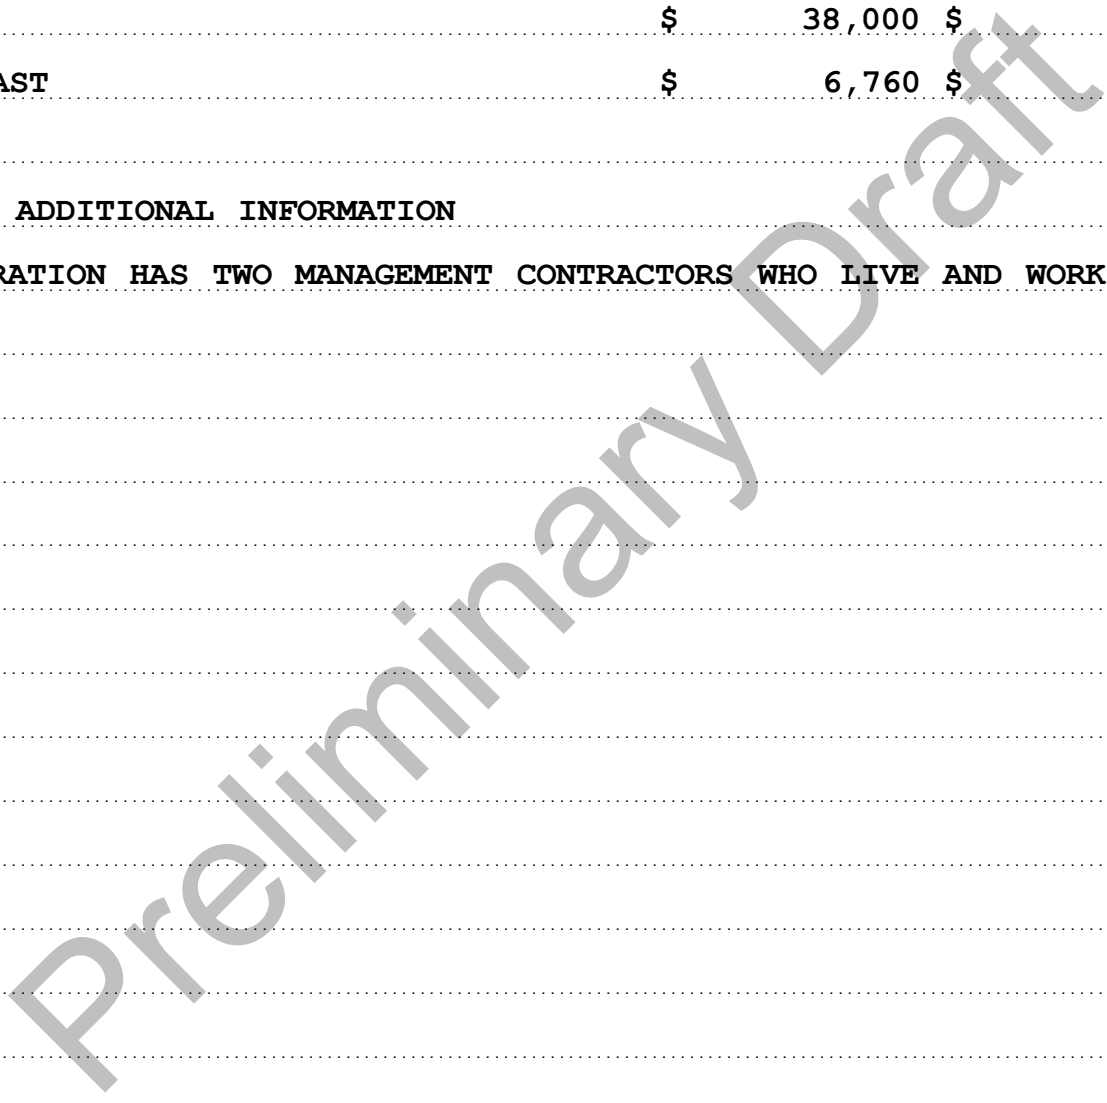 $ 38,000 $
AST $ 6,760 $
ADDITIONAL INFORMATION
RATION HAS TWO MANAGEMENT CONTRACTORS WHO LIVE AND WORK
Preliminary Draft